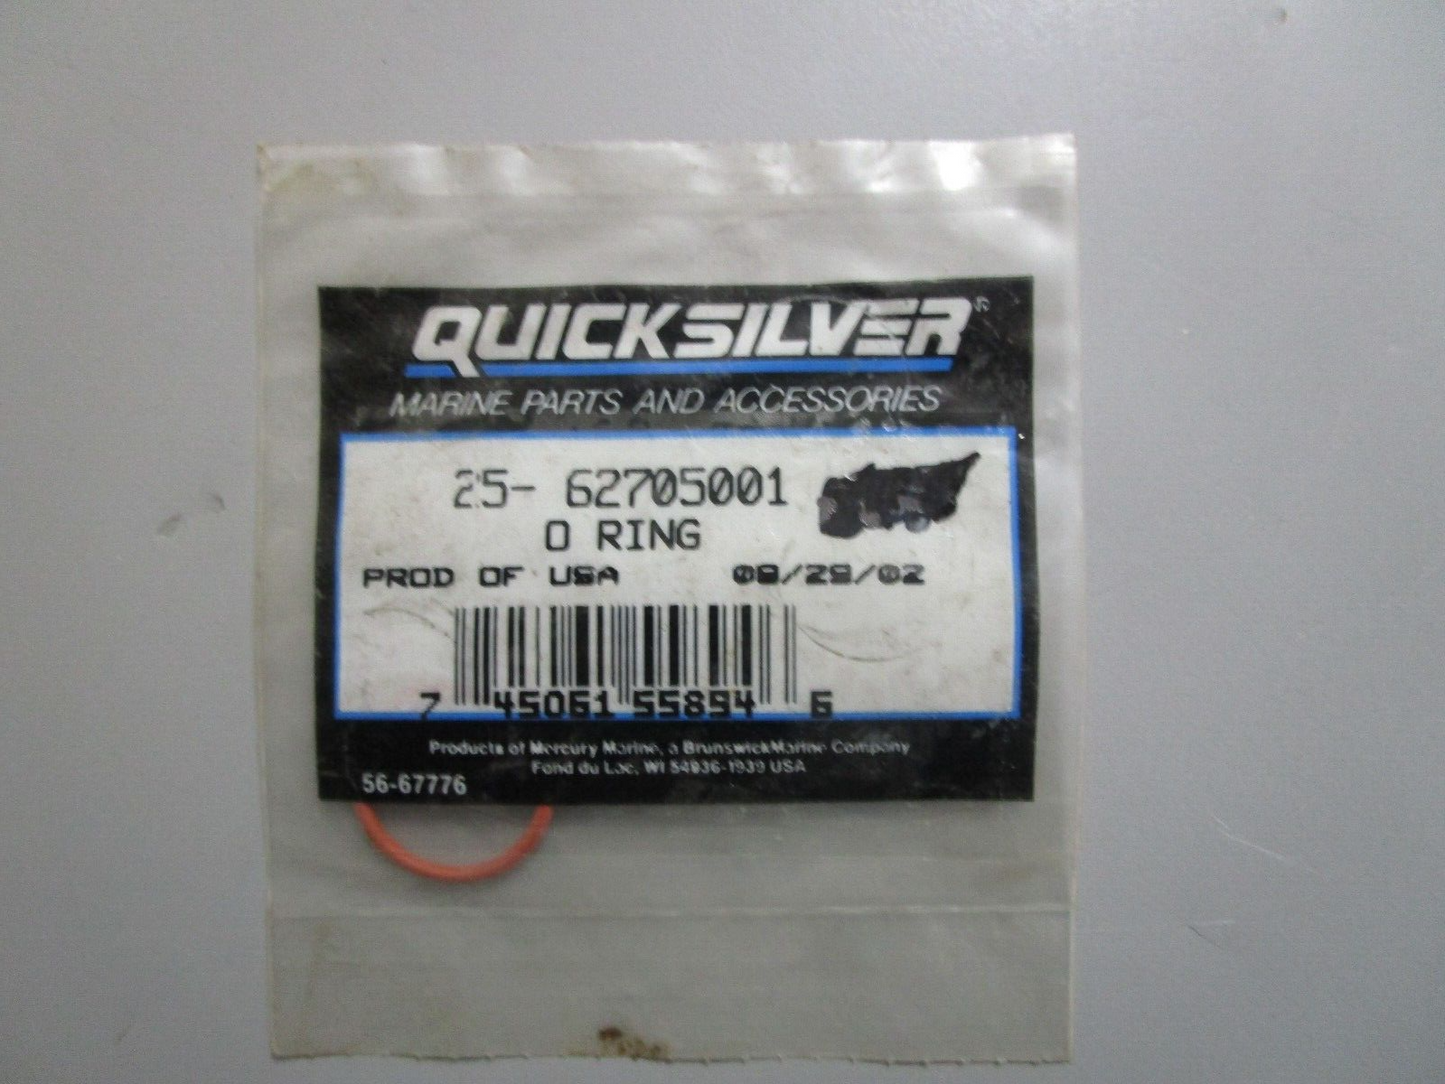 QUICKSILVER®
MARINE PARTS AND ACCESSORIES
25- 62705001
O RING
PROD OF USA 08/29/02
7 45061 55894 6
Products of Mercury Marine, a Brunswick Marine Company
Fond du Lac, WI 54936-1939 USA
56-67776